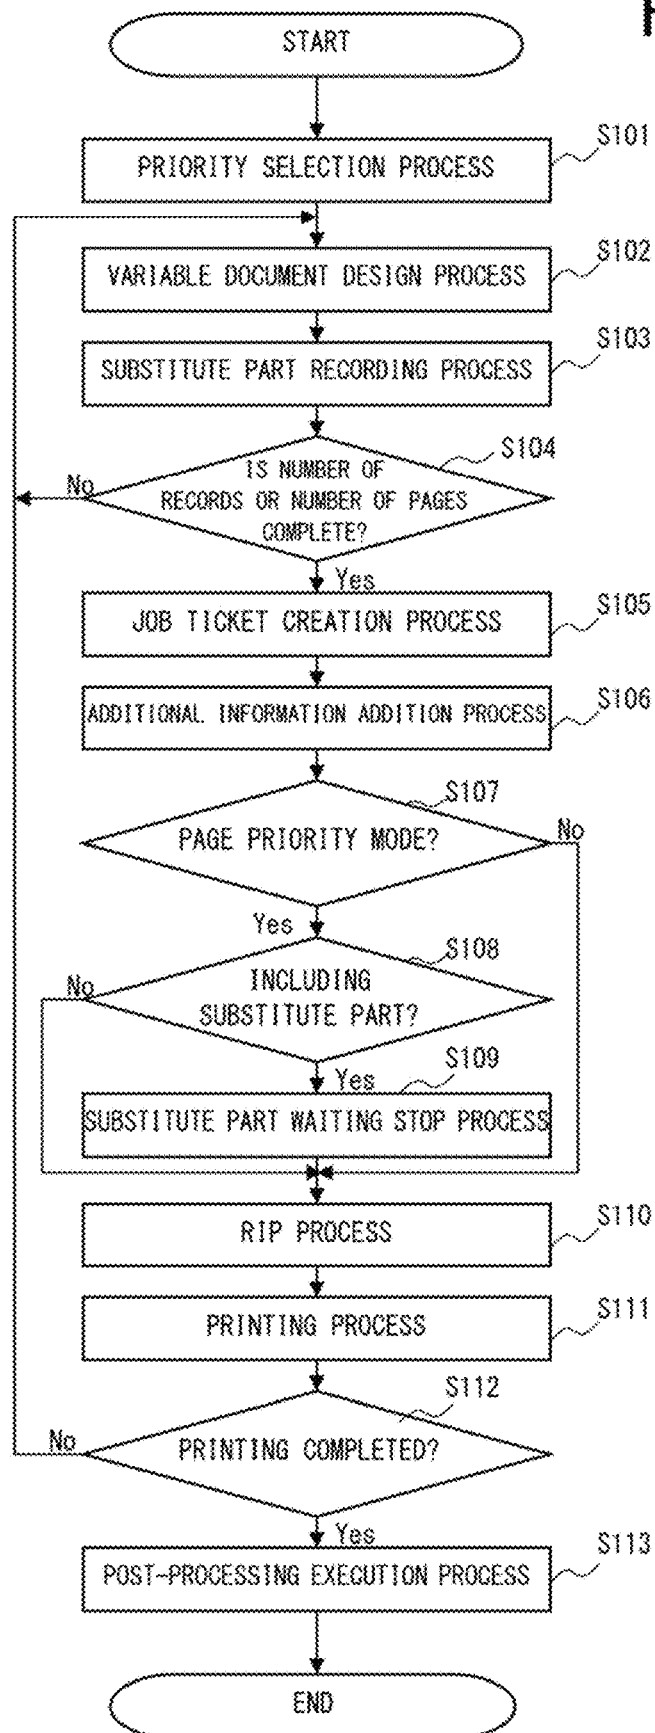 START
S101
PRIORITY SELECTION PROCESS
S102
VARIABLE DOCUMENT DESIGN PROCESS
S103
SUBSTITUTE PART RECORDING PROCESS
S104
No
IS NUMBER OF
RECORDS OR NUMBER OF PAGES
COMPLETE?
Yes
S105
JOB TICKET CREATION PROCESS
S106
ADDITIONAL INFORMATION ADDITION PROCESS
S107
PAGE PRIORITY MODE?
No
Yes
S108
No
INCLUDING
SUBSTITUTE PART?
S109
Yes
SUBSTITUTE PART WAITING STOP PROCESS
S110
RIP PROCESS
S111
PRINTING PROCESS
S112
No
PRINTING COMPLETED?
Yes
S113
POST-PROCESSING EXECUTION PROCESS
END